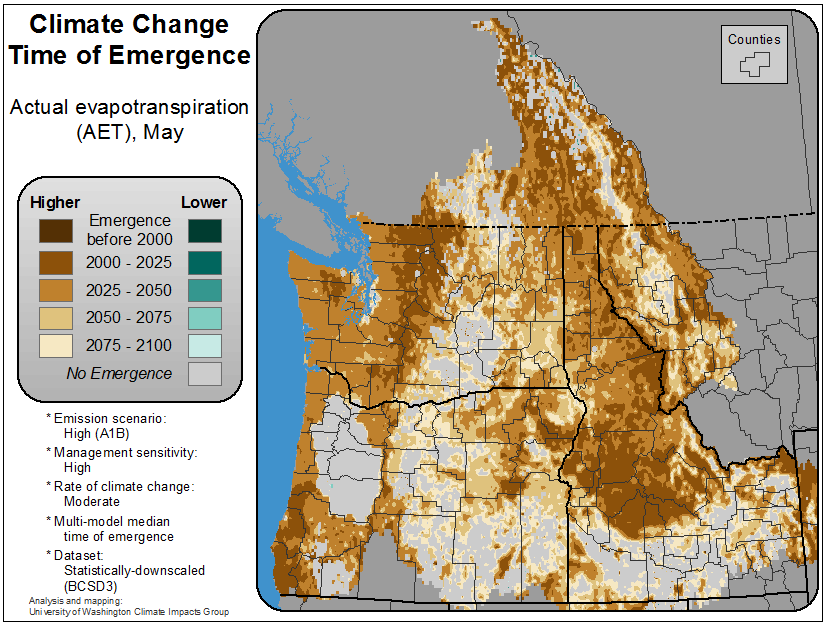 Climate Change
Time of Emergence
Actual evapotranspiration
(AET), May
Higher
Lower
Emergence
before 2000
2000 - 2025
2025 - 2050
2050 - 2075
2075 - 2100
No Emergence
* Emission scenario:
High (A1B)
* Management sensitivity:
High
* Rate of climate change:
Moderate
* Multi-model median
time of emergence
* Dataset:
Statistically-downscaled
(BCSD3)
Analysis and mapping:
University of Washington Climate Impacts Group
Counties